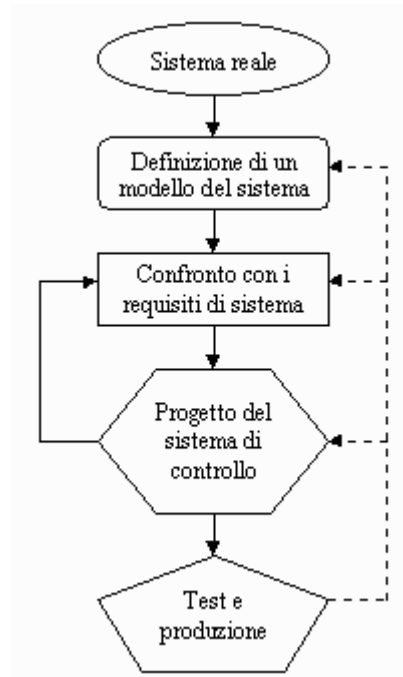 Sistema reale
Definizione di un
modello del sistema
Confronto con i
requisiti di sistema
Progetto del
sistema di
controllo
Test e
produzione